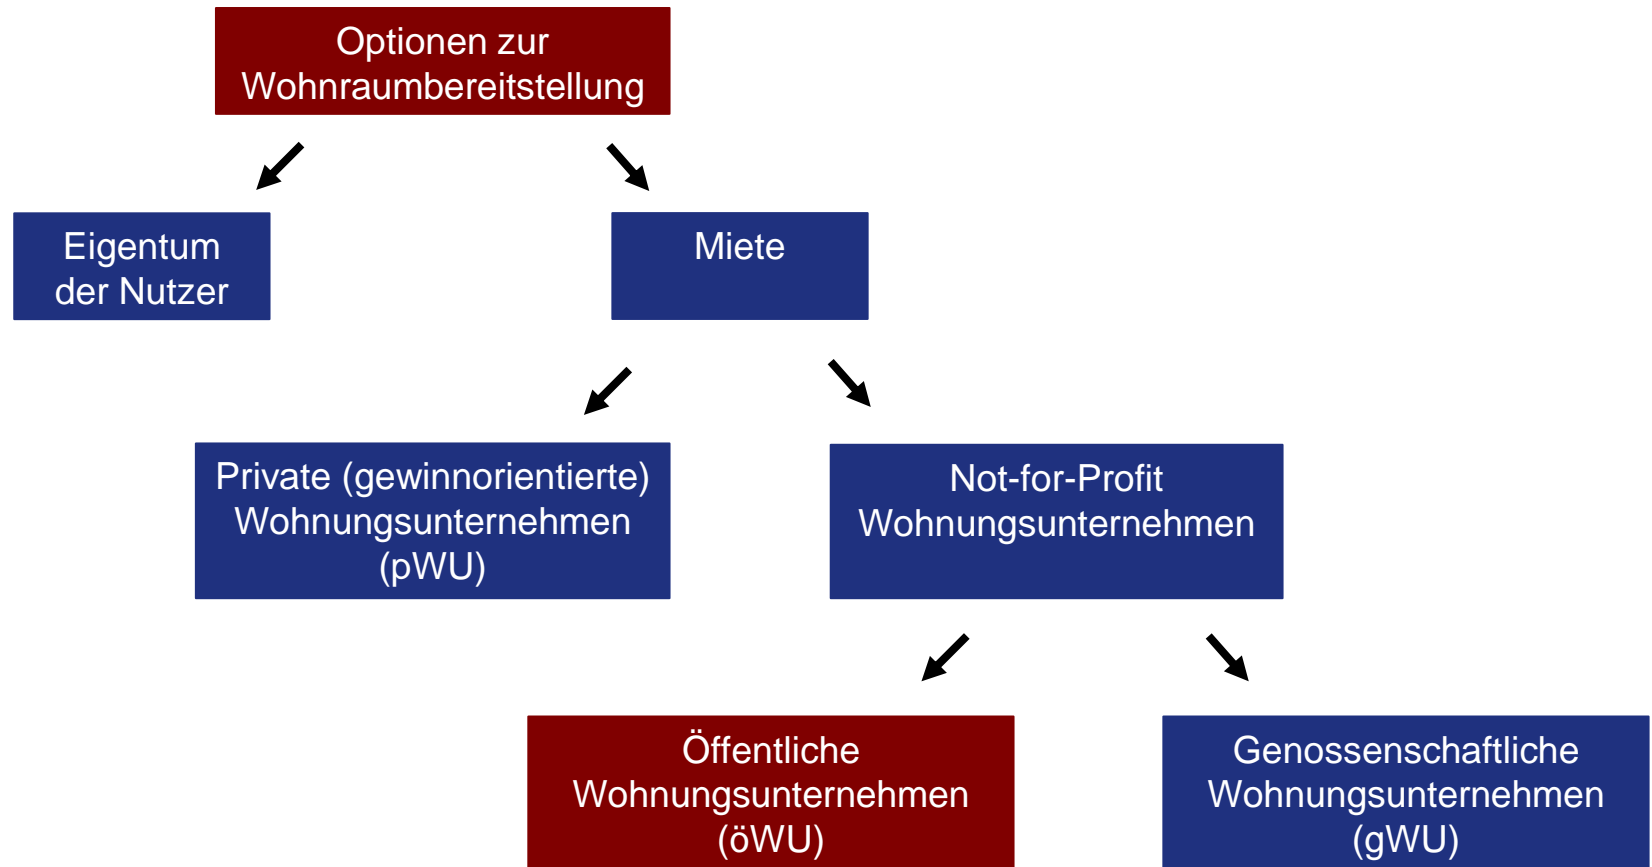 Optionen zur
Wohnraumbereitstellung
Eigentum
der Nutzer
Miete
Private (gewinnorientierte)
Wohnungsunternehmen
(pWU)
Not-for-Profit
Wohnungsunternehmen
Öffentliche
Wohnungsunternehmen
(öWU)
Genossenschaftliche
Wohnungsunternehmen
(gWU)